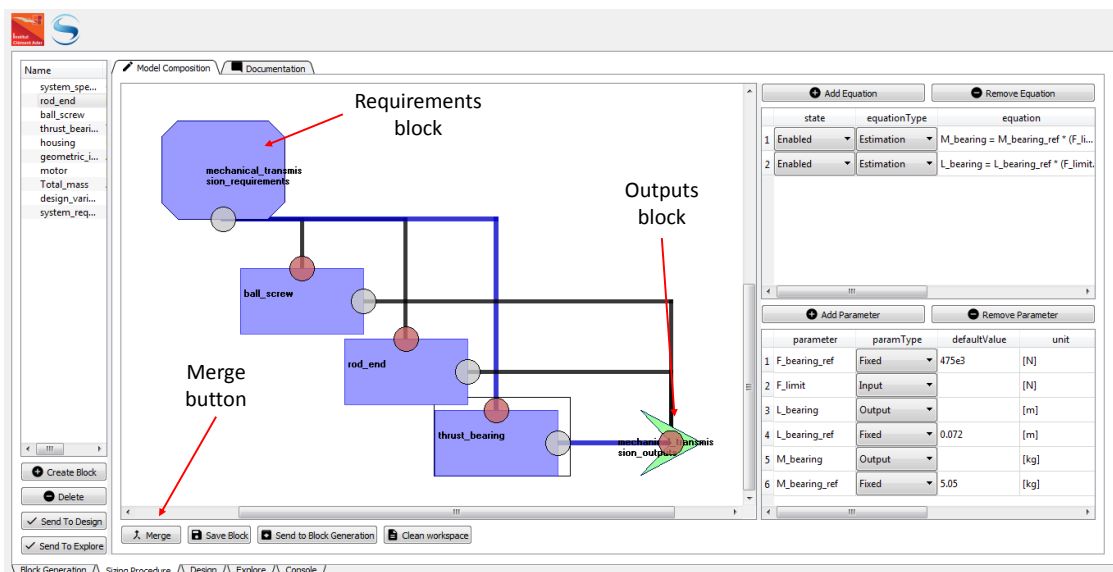 Institut
Clément Ader
Name
system_spe...
rod_end
ball_screw
thrust_beari...
housing
geometric_i...
motor
Total_mass
design_vari...
system_req...
Create Block
Delete
Send To Design
Send To Explore
Model Composition
Documentation
Requirements
block
mechanical_transmis
sion_requirements
Outputs
block
ball_screw
rod_end
Merge
button
thrust_bearing
mechanical_transmis
sion_outputs
Merge
Save Block
Send to Block Generation
Clean workspace
Add Equation
Remove Equation
state equationType equation
1 Enabled Estimation M_bearing = M_bearing_ref * (F_li...
2 Enabled Estimation L_bearing = L_bearing_ref * (F_limit.
Add Parameter
Remove Parameter
parameter paramType defaultValue unit
1 F_bearing_ref Fixed 475e3 [N]
2 F_limit Input [N]
3 L_bearing Output [m]
4 L_bearing_ref Fixed 0.072 [m]
5 M_bearing Output [kg]
6 M_bearing_ref Fixed 5.05 [kg]
Block Generation
Sizing Procedure
Design
Explore
Console